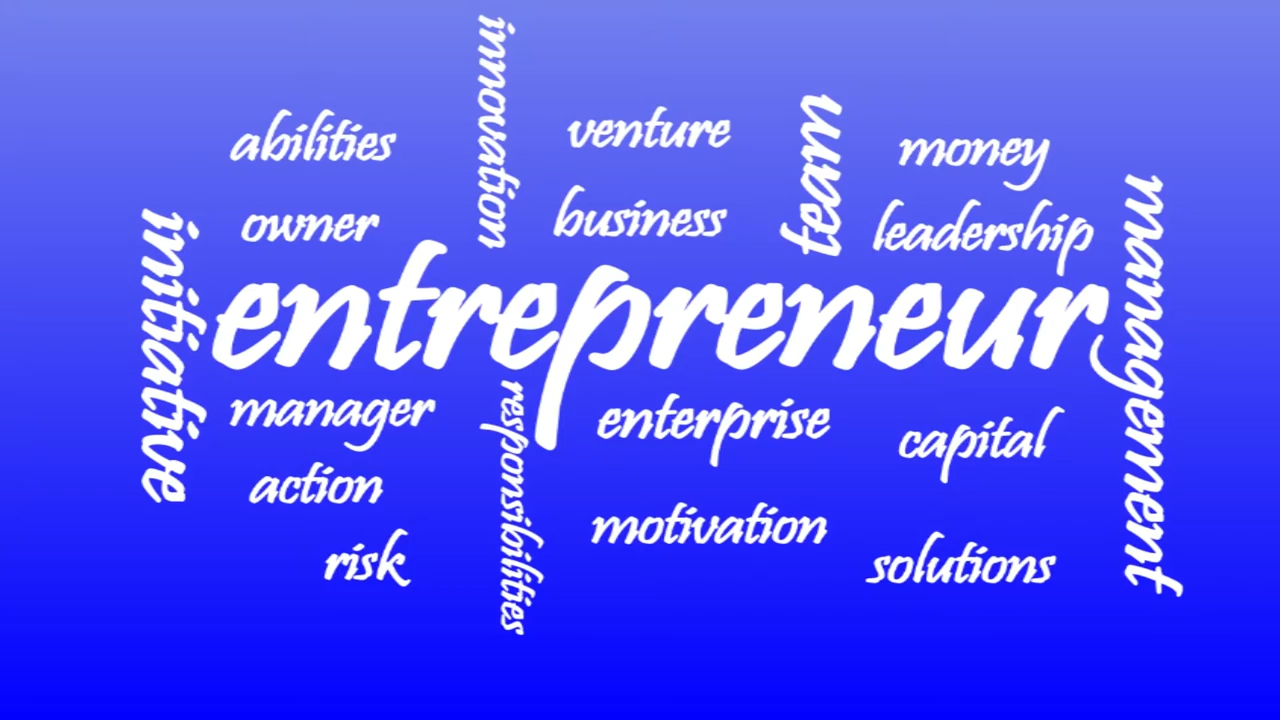 innovation
abilities
venture
team
money
owner
business
leadership
management
initiative
entrepreneur
manager
responsibilities
enterprise
capital
action
motivation
risk
solutions